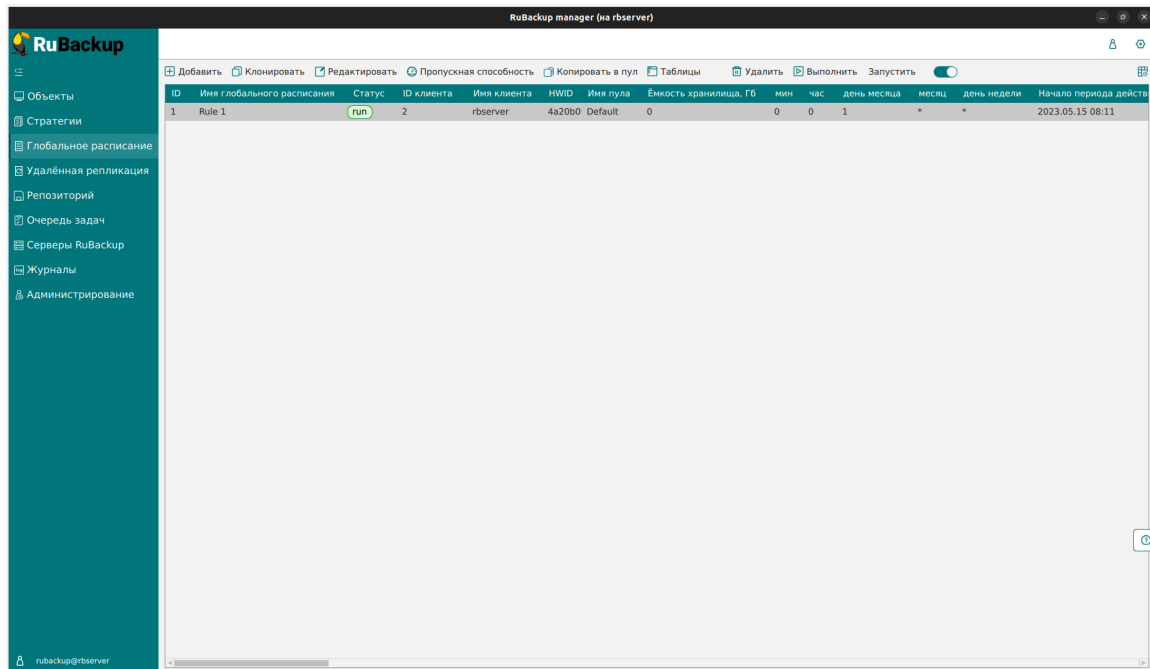 RuBackup manager (на rbserver)
RuBackup
Добавить Клонировать Редактировать Пропускная способность Копировать в пул Таблицы Удалить Выполнить Запустить
ID Имя глобального расписания Статус ID клиента Имя клиента HWID Имя пула Ёмкость хранилища, Гб мин час день месяца месяц день недели Начало периода действ
1 Rule 1 run 2 rbserver 4a20b0 Default 0 0 0 1 * * 2023.05.15 08:11
Объекты
Стратегии
Глобальное расписание
Удалённая репликация
Репозиторий
Очередь задач
Серверы RuBackup
Журналы
Администрирование
rubackup@rbserver